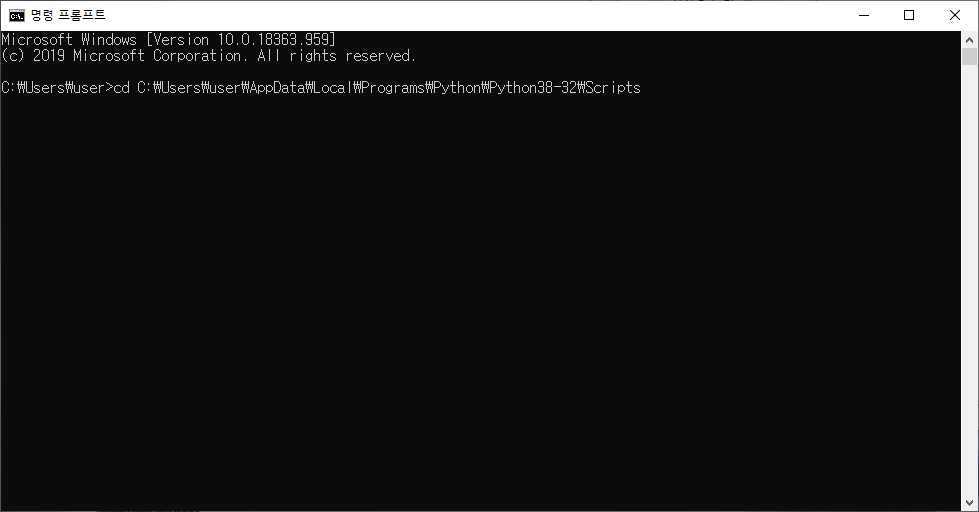 명령 프롬프트
Microsoft Windows [Version 10.0.18363.959]
(c) 2019 Microsoft Corporation. All rights reserved.
C:₩Users₩user>cd C:₩Users₩user₩AppData₩Local₩Programs₩Python₩Python38-32₩Scripts